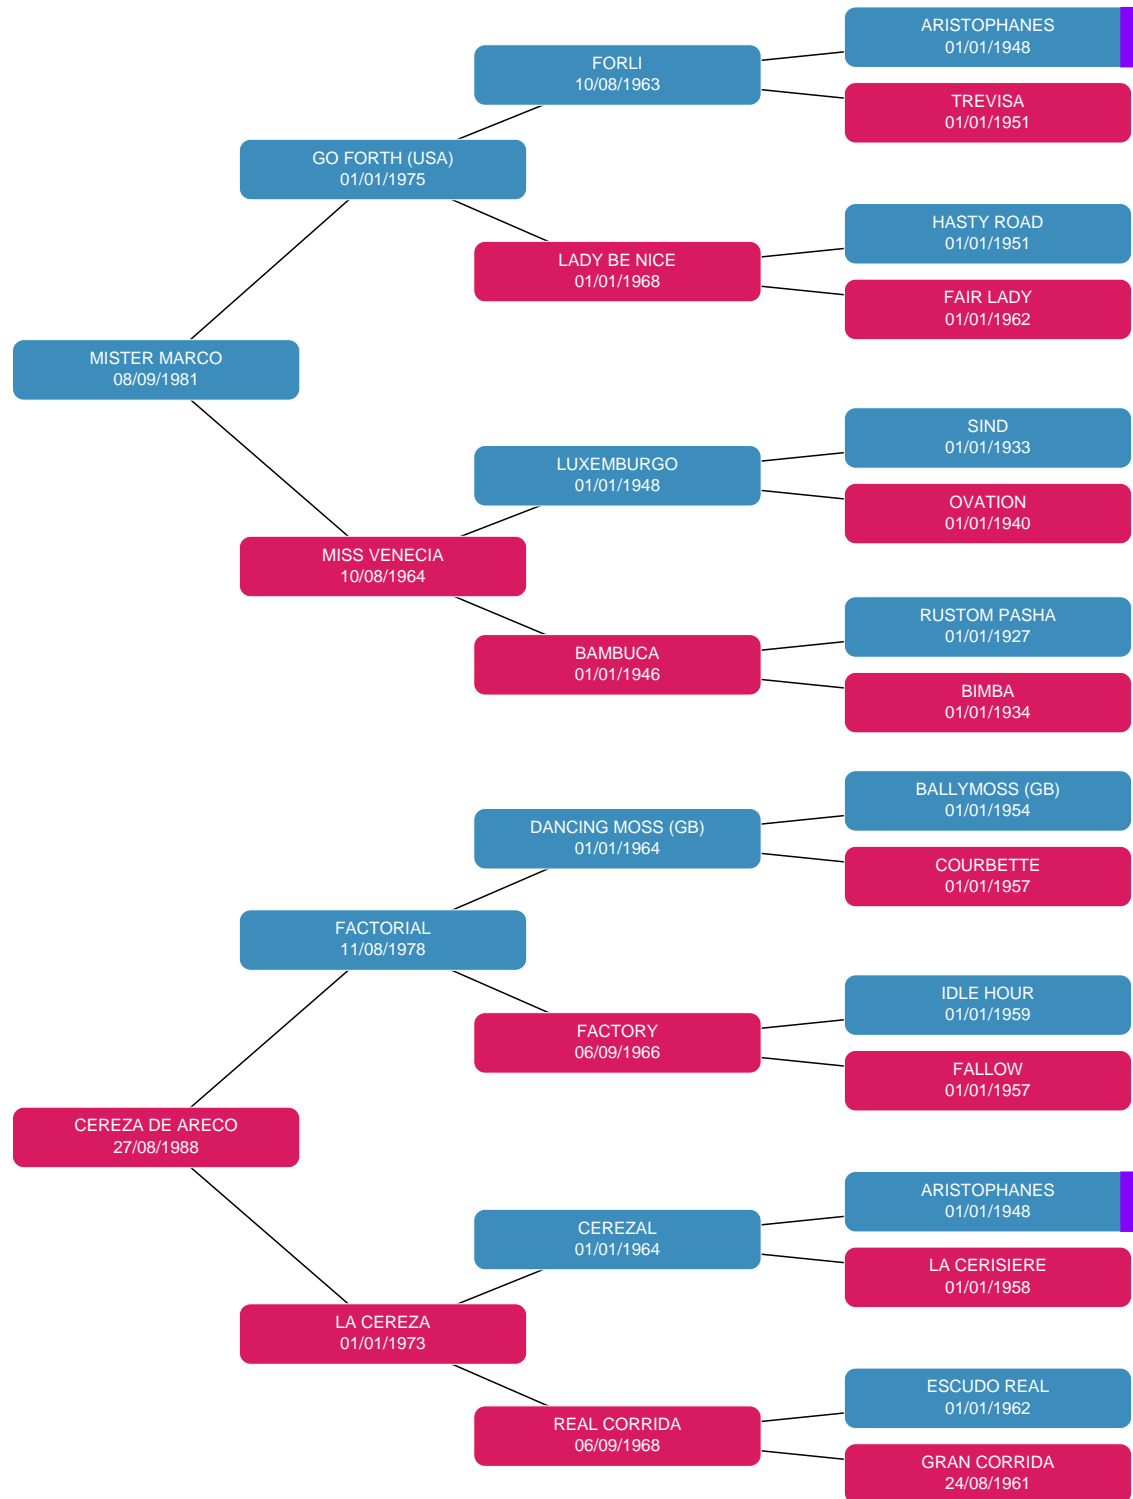 ARISTOPHANES
01/01/1948
FORLI
10/08/1963
TREVISA
01/01/1951
GO FORTH (USA)
01/01/1975
HASTY ROAD
01/01/1951
LADY BE NICE
01/01/1968
FAIR LADY
01/01/1962
MISTER MARCO
08/09/1981
SIND
01/01/1933
LUXEMBURGO
01/01/1948
OVATION
01/01/1940
MISS VENECIA
10/08/1964
RUSTOM PASHA
01/01/1927
BAMBUCA
01/01/1946
BIMBA
01/01/1934
BALLYMOSS (GB)
01/01/1954
DANCING MOSS (GB)
01/01/1964
COURBETTE
01/01/1957
FACTORIAL
11/08/1978
IDLE HOUR
01/01/1959
FACTORY
06/09/1966
FALLOW
01/01/1957
CEREZA DE ARECO
27/08/1988
ARISTOPHANES
01/01/1948
CEREZAL
01/01/1964
LA CERISIERE
01/01/1958
LA CEREZA
01/01/1973
ESCUDO REAL
01/01/1962
REAL CORRIDA
06/09/1968
GRAN CORRIDA
24/08/1961